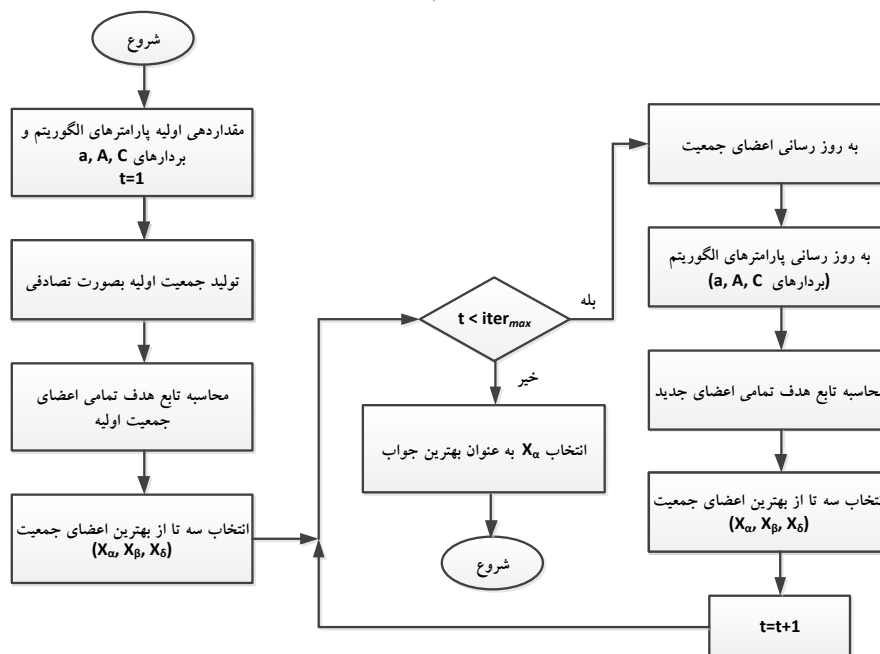 شروع
مقداردهی اولیه پارامترهای الگوریتم و
بردارهای a, A, C
t=1
تولید جمعیت اولیه بصورت تصادفی
محاسبه تابع هدف تمامی اعضای
جمعیت اولیه
انتخاب سه تا از بهترین اعضای جمعیت
(Xα, Xβ, Xδ)
t < itermax
بله
خیر
انتخاب Xα به عنوان بهترین جواب
شروع
به روز رسانی اعضای جمعیت
به روز رسانی پارامترهای الگوریتم
(بردارهای a, A, C)
محاسبه تابع هدف تمامی اعضای جدید
انتخاب سه تا از بهترین اعضای جمعیت
(Xα, Xβ, Xδ)
t=t+1